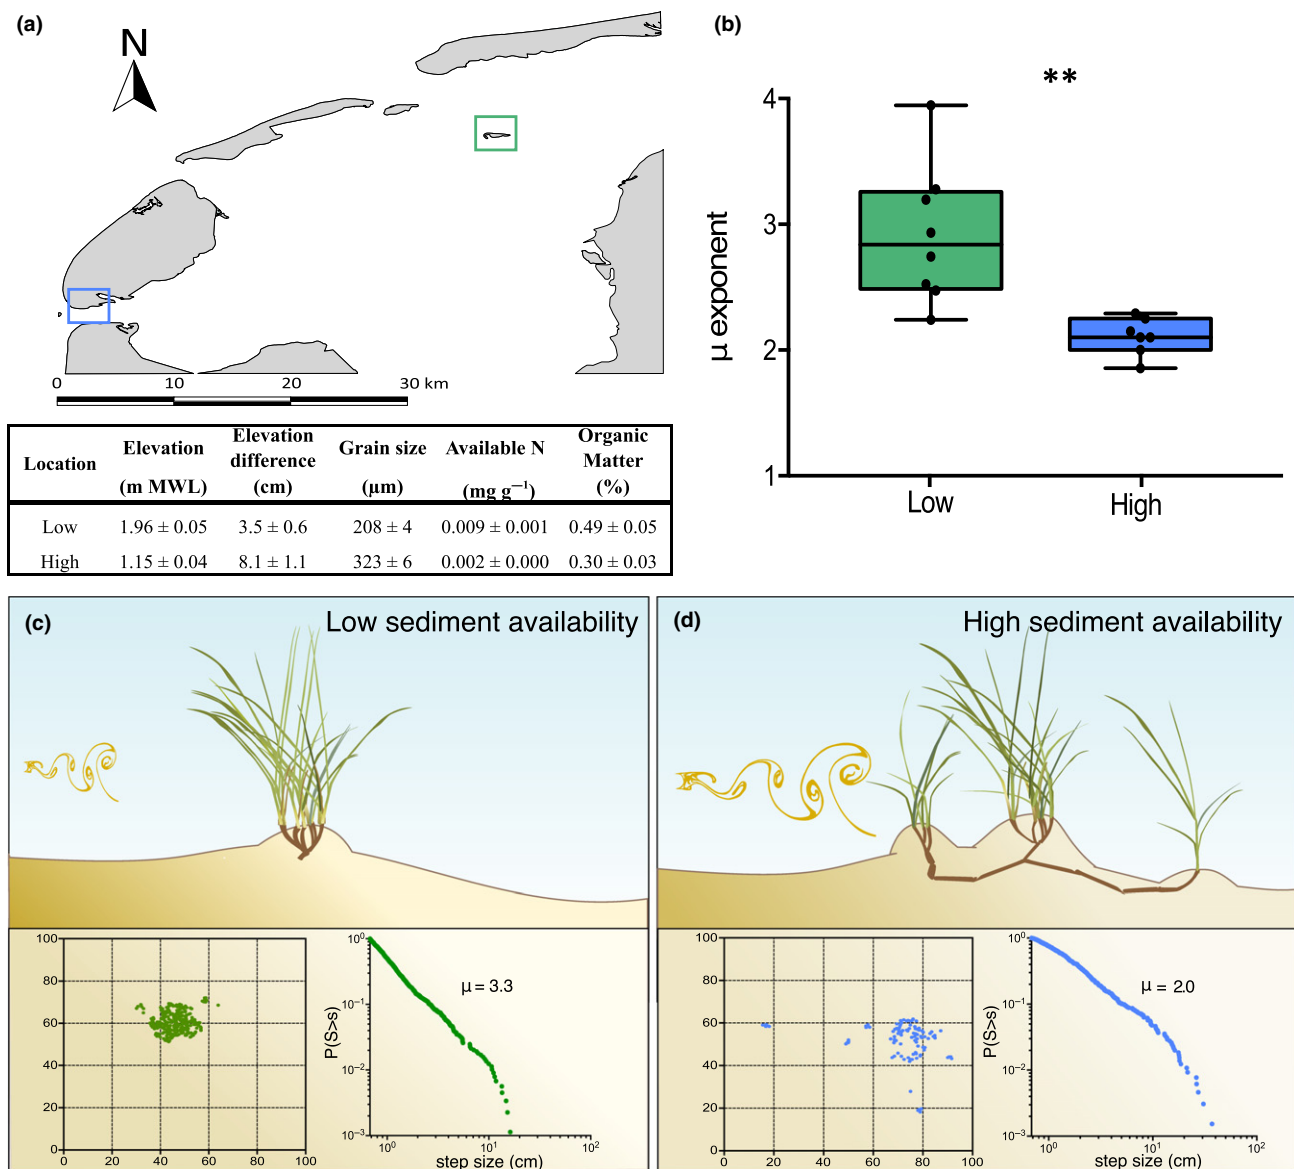 (a)
N
0 10 20 30 km
Location Elevation (m MWL) Elevation difference (cm) Grain size (μm) Available N (mg g⁻¹) Organic Matter (%)
Low 1.96 ± 0.05 3.5 ± 0.6 208 ± 4 0.009 ± 0.001 0.49 ± 0.05
High 1.15 ± 0.04 8.1 ± 1.1 323 ± 6 0.002 ± 0.000 0.30 ± 0.03
(b)
**
μ exponent
4
3
2
1
Low High
(c) Low sediment availability
100
80
60
40
20
0
0 20 40 60 80 100
P(S>s)
10⁰
10⁻¹
10⁻²
10⁻³
μ = 3.3
10⁰ 10¹ 10²
step size (cm)
(d) High sediment availability
100
80
60
40
20
0
0 20 40 60 80 100
P(S>s)
10⁰
10⁻¹
10⁻²
10⁻³
μ = 2.0
10⁰ 10¹ 10²
step size (cm)